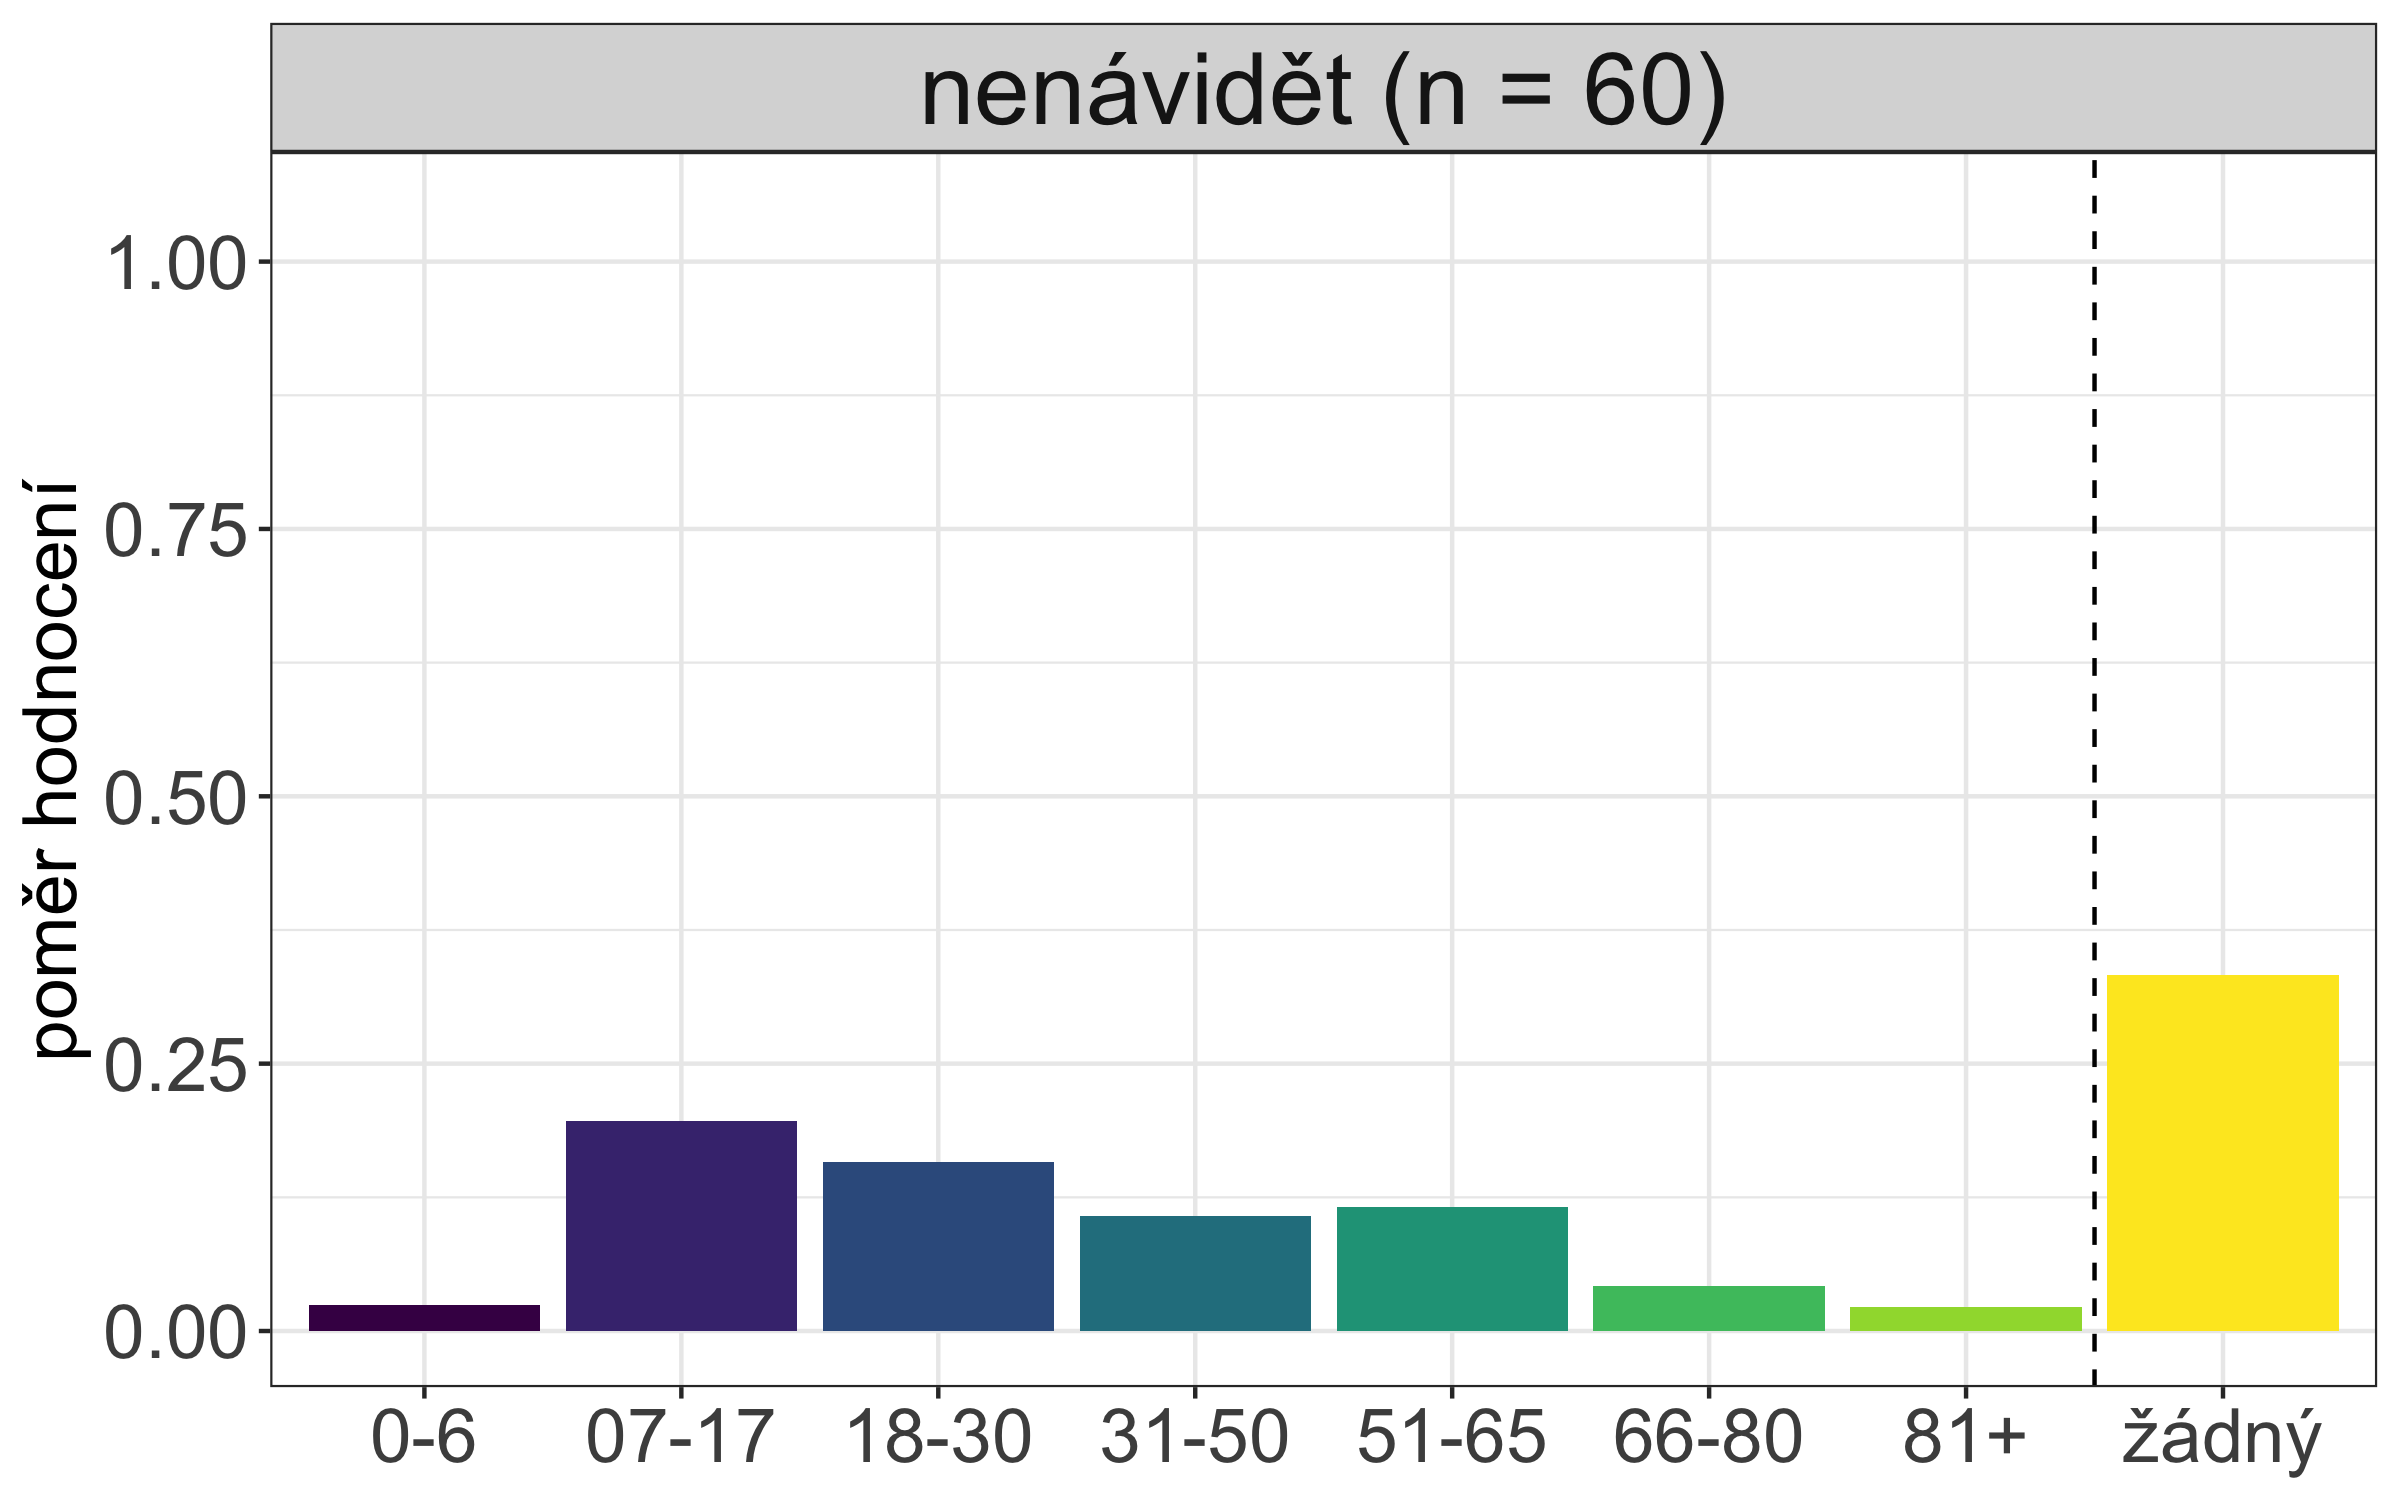 nenávidět (n = 60)
poměr hodnocení
1.00
0.75
0.50
0.25
0.00
0-6 07-17 18-30 31-50 51-65 66-80 81+ žádný